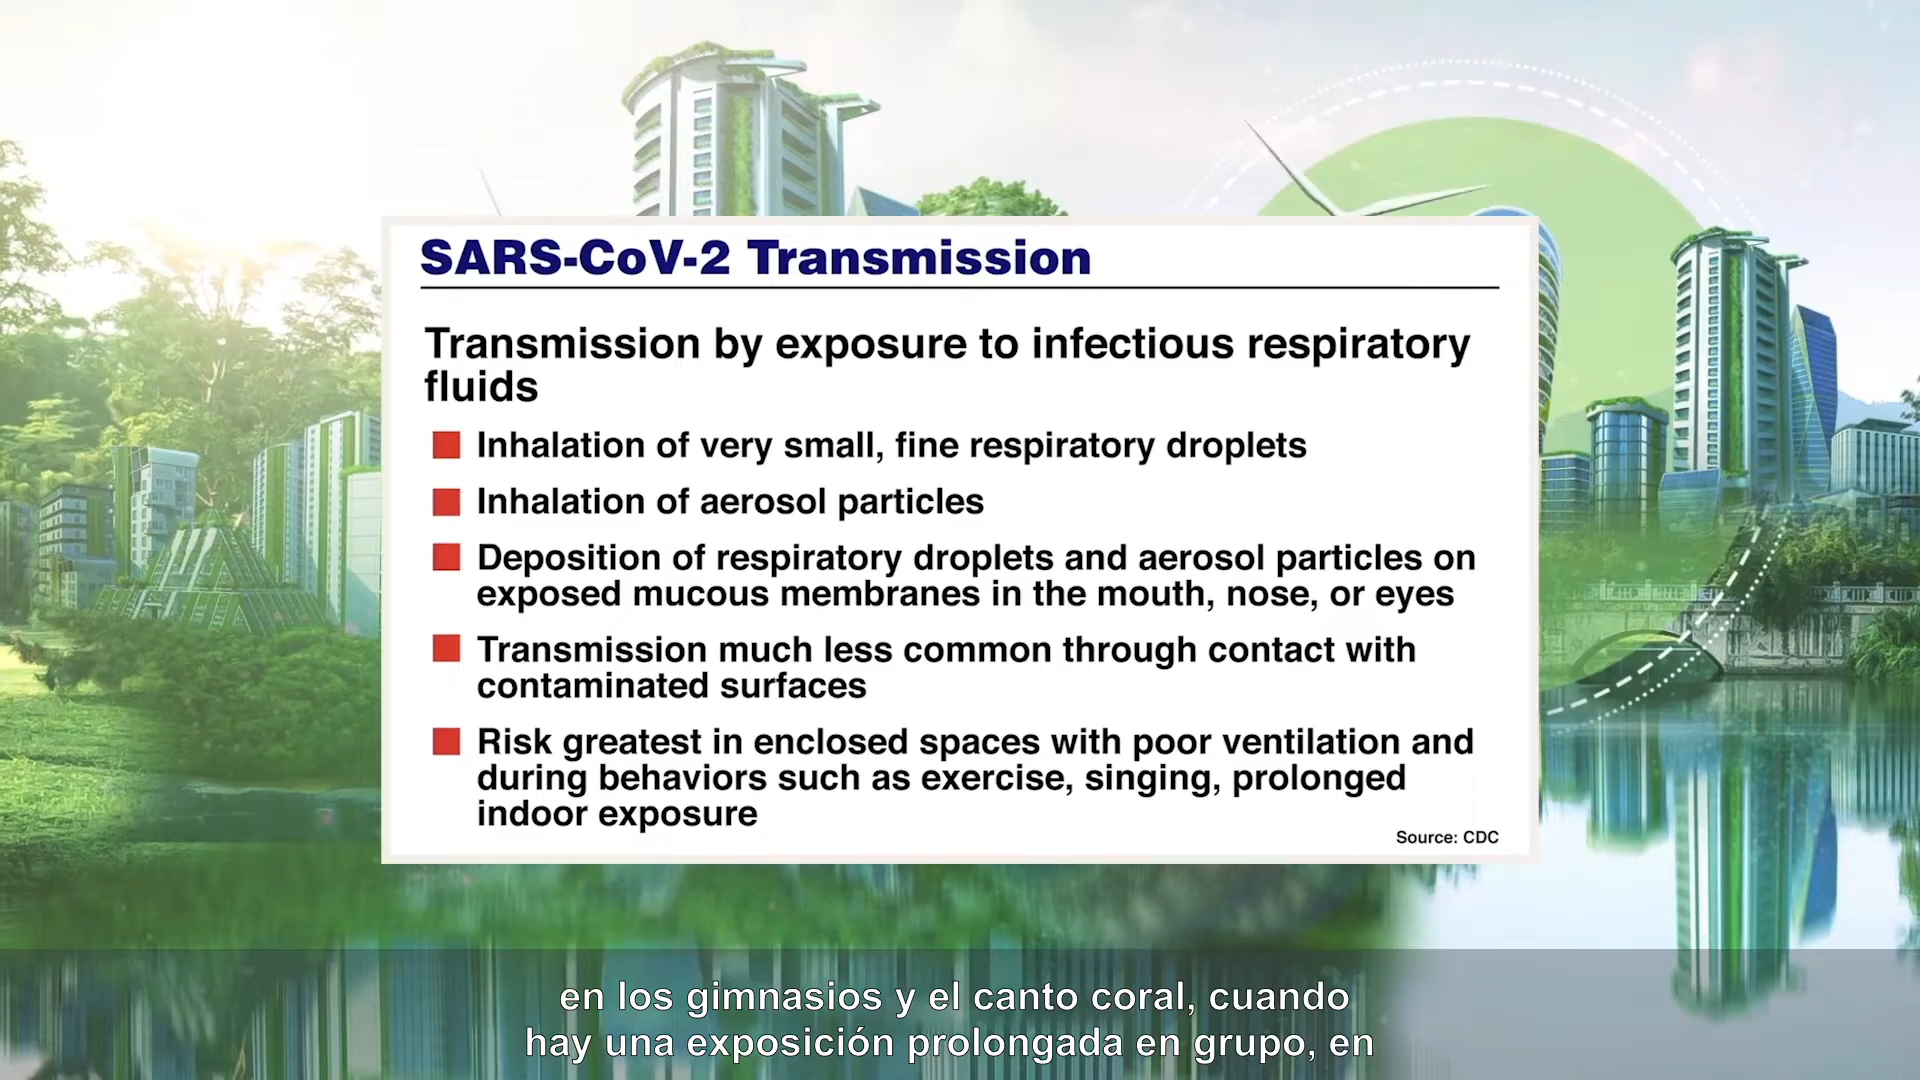 SARS-CoV-2 Transmission
Transmission by exposure to infectious respiratory
fluids
Inhalation of very small, fine respiratory droplets
Inhalation of aerosol particles
Deposition of respiratory droplets and aerosol particles on
exposed mucous membranes in the mouth, nose, or eyes
Transmission much less common through contact with
contaminated surfaces
Risk greatest in enclosed spaces with poor ventilation and
during behaviors such as exercise, singing, prolonged
indoor exposure
Source: CDC
en los gimnasios y el canto coral, cuando
hay una exposición prolongada en grupo, en